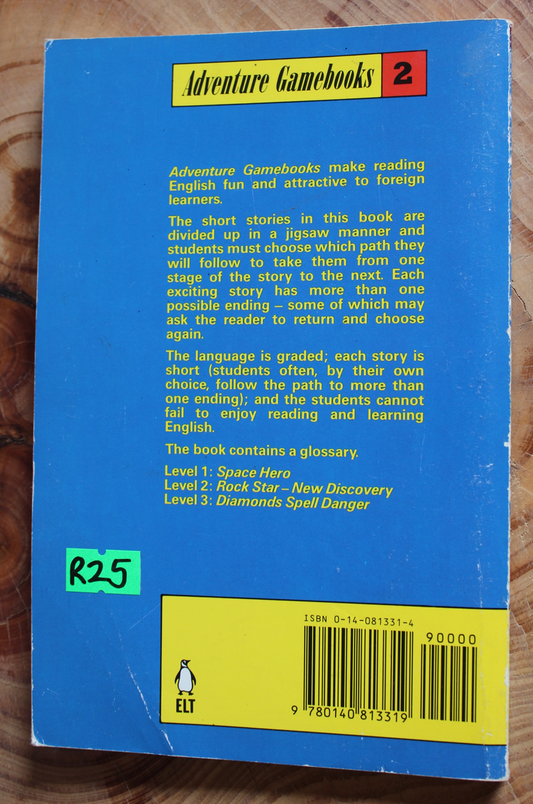 Adventure Gamebooks 2
Adventure Gamebooks make reading
English fun and attractive to foreign
learners.
The short stories in this book are
divided up in a jigsaw manner and
students must choose which path they
will follow to take them from one
stage of the story to the next. Each
exciting story has more than one
possible ending – some of which may
ask the reader to return and choose
again.
The language is graded; each story is
short (students often, by their own
choice, follow the path to more than
one ending); and the students cannot
fail to enjoy reading and learning
English.
The book contains a glossary.
Level 1: Space Hero
Level 2: Rock Star – New Discovery
Level 3: Diamonds Spell Danger
R25
ISBN 0-14-081331-4
90000
9 780140 813319
ELT